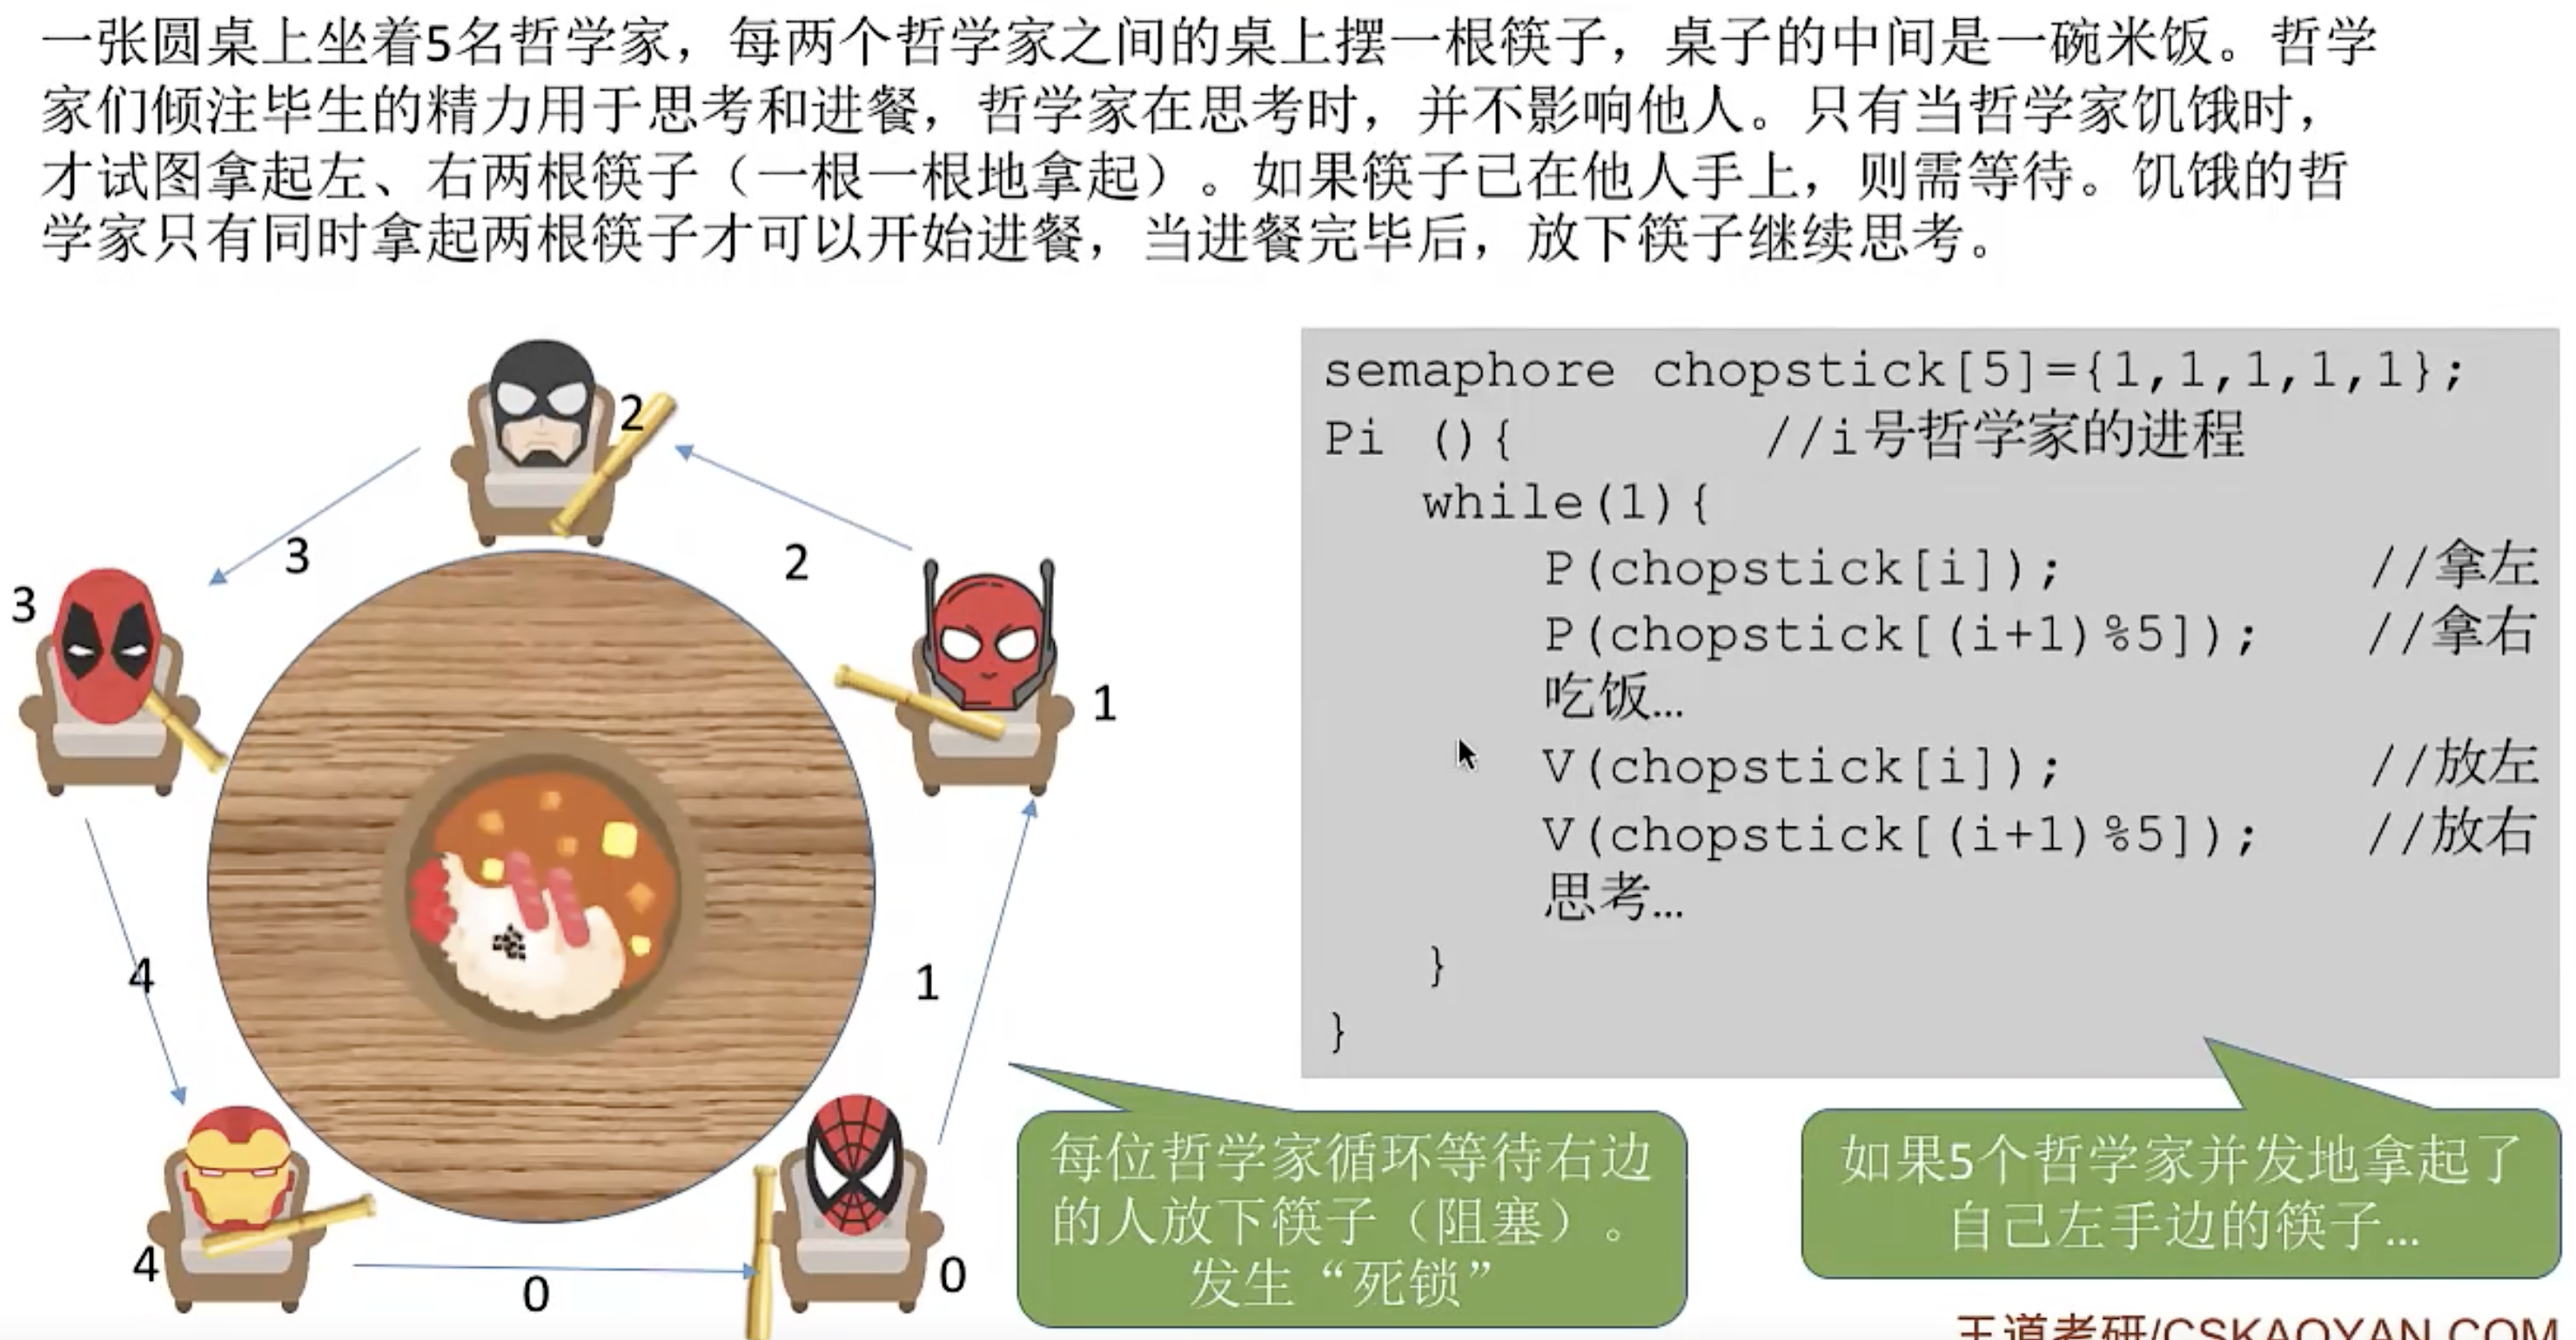 一张圆桌上坐着5名哲学家，每两个哲学家之间的桌上摆一根筷子，桌子的中间是一碗米饭。哲学
家们倾注毕生的精力用于思考和进餐，哲学家在思考时，并不影响他人。只有当哲学家饥饿时，
才试图拿起左、右两根筷子（一根一根地拿起）。如果筷子已在他人手上，则需等待。饥饿的哲
学家只有同时拿起两根筷子才可以开始进餐，当进餐完毕后，放下筷子继续思考。
2
3
2
3
1
4
1
4
0
0
semaphore chopstick[5]={1,1,1,1,1};
Pi (){ //i号哲学家的进程
while(1){
P(chopstick[i]); //拿左
P(chopstick[(i+1)%5]); //拿右
吃饭…
V(chopstick[i]); //放左
V(chopstick[(i+1)%5]); //放右
思考…
}
}
每位哲学家循环等待右边
的人放下筷子（阻塞）。
发生“死锁”
如果5个哲学家并发地拿起了
自己左手边的筷子…
王道考研/CSKAOYAN.COM